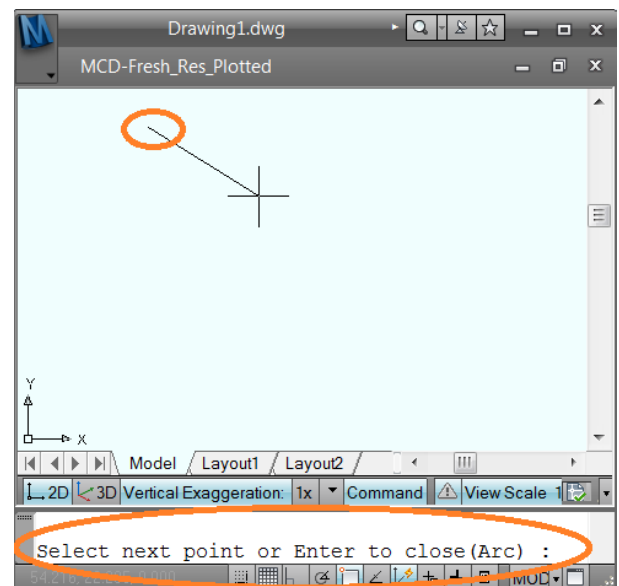 Drawing1.dwg
MCD-Fresh_Res_Plotted
Y
X
Model Layout1 Layout2
2D 3D Vertical Exaggeration: 1x Command View Scale 1
Select next point or Enter to close(Arc) :
MOD